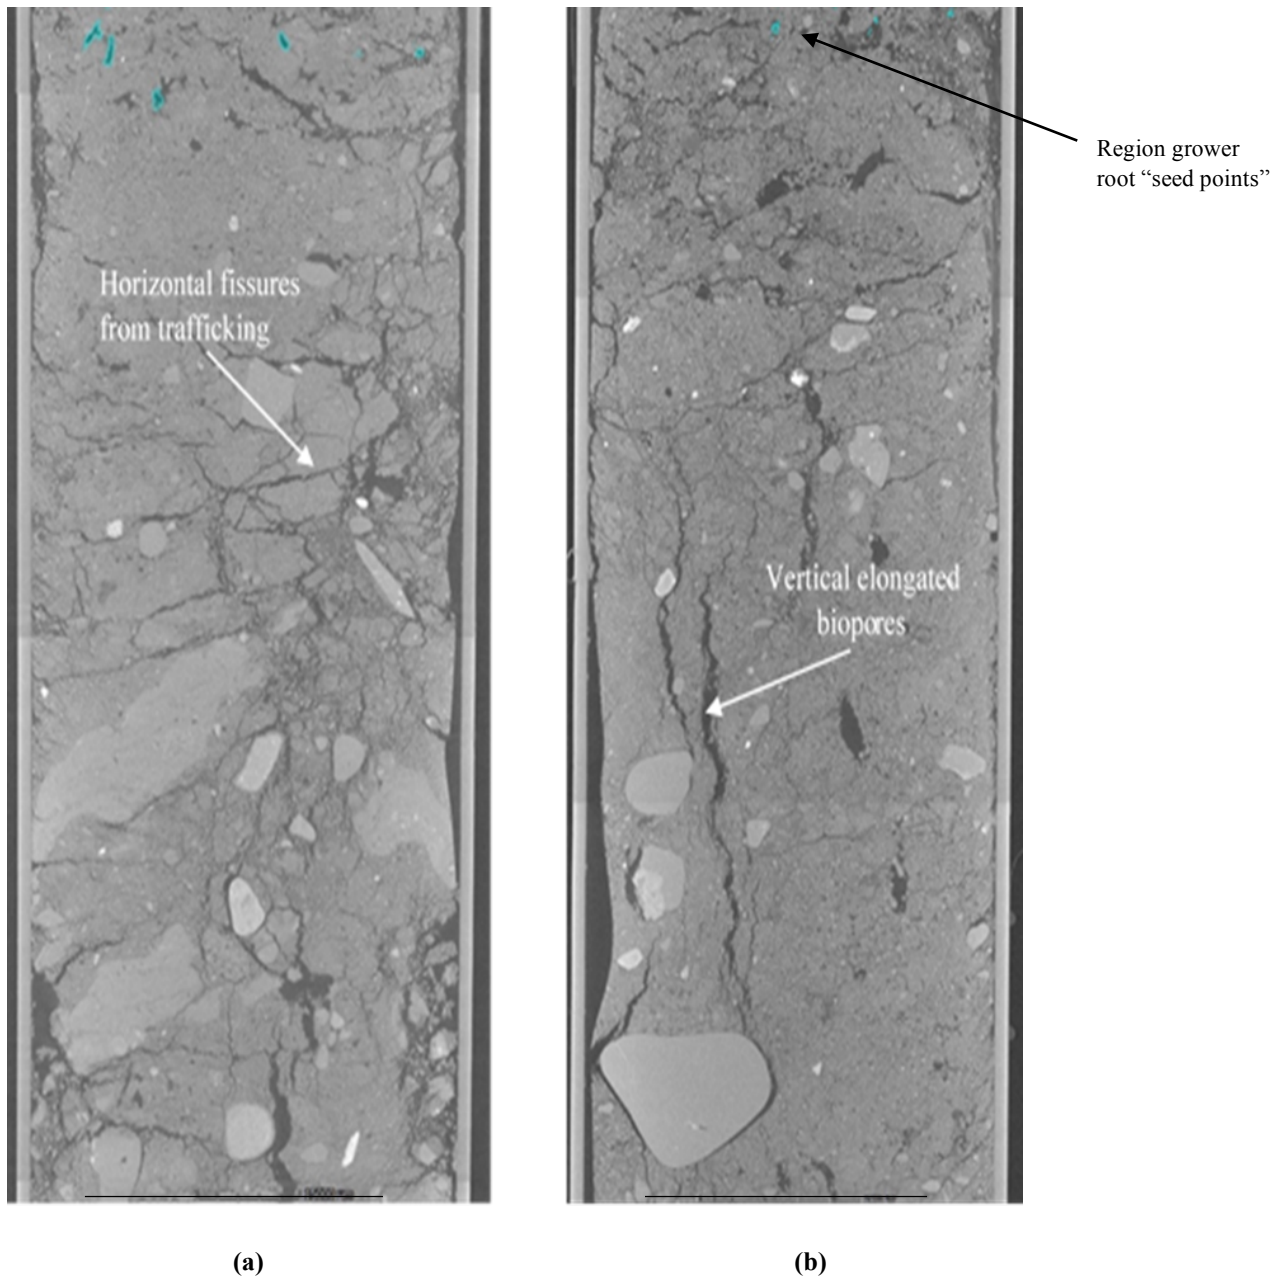 Region grower
root “seed points”
Horizontal fissures
from trafficking
Vertical elongated
biopores
(a)
(b)